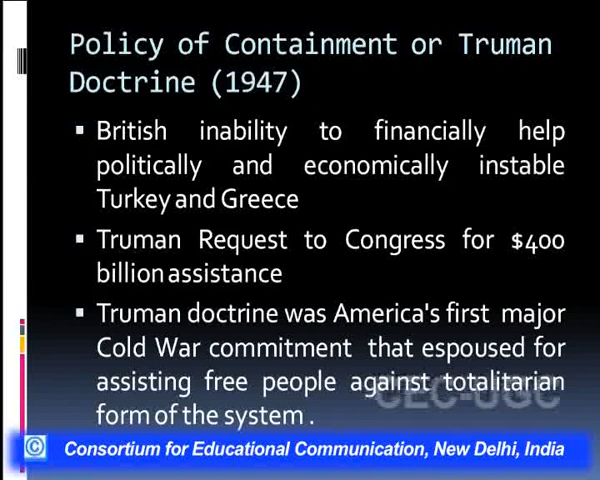 Policy of Containment or Truman
Doctrine (1947)
British inability to financially help
politically and economically instable
Turkey and Greece
Truman Request to Congress for $400
billion assistance
Truman doctrine was America's first major
Cold War commitment that espoused for
assisting free people against totalitarian
form of the system .
CEC-UGC
© Consortium for Educational Communication, New Delhi, India